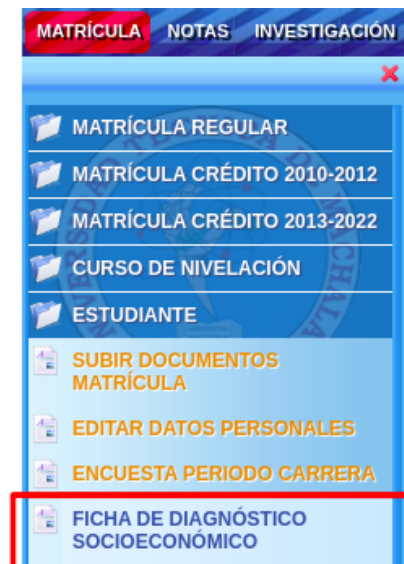 MATRÍCULA NOTAS INVESTIGACIÓN
MATRÍCULA REGULAR
MATRÍCULA CRÉDITO 2010-2012
MATRÍCULA CRÉDITO 2013-2022
CURSO DE NIVELACIÓN
ESTUDIANTE
SUBIR DOCUMENTOS
MATRÍCULA
EDITAR DATOS PERSONALES
ENCUESTA PERIODO CARRERA
FICHA DE DIAGNÓSTICO
SOCIOECONÓMICO